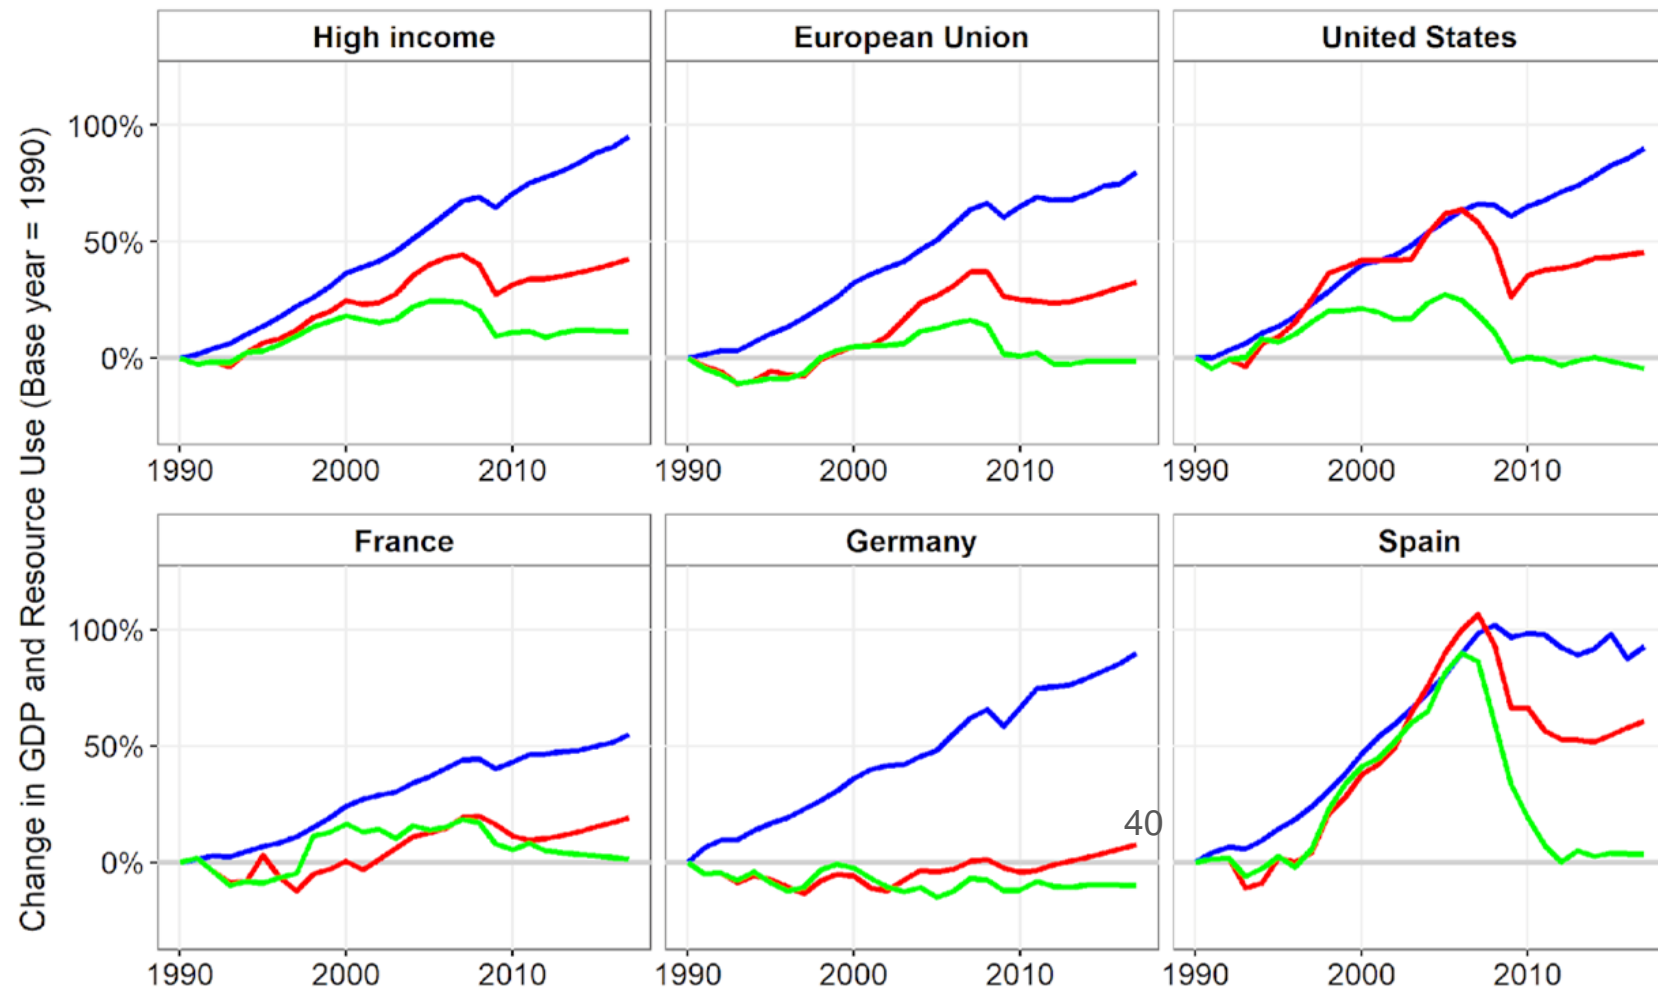 Change in GDP and Resource Use (Base year = 1990)
High income
European Union
United States
100%
50%
0%
1990 2000 2010
1990 2000 2010
1990 2000 2010
France
Germany
Spain
100%
50%
0%
40
1990 2000 2010
1990 2000 2010
1990 2000 2010